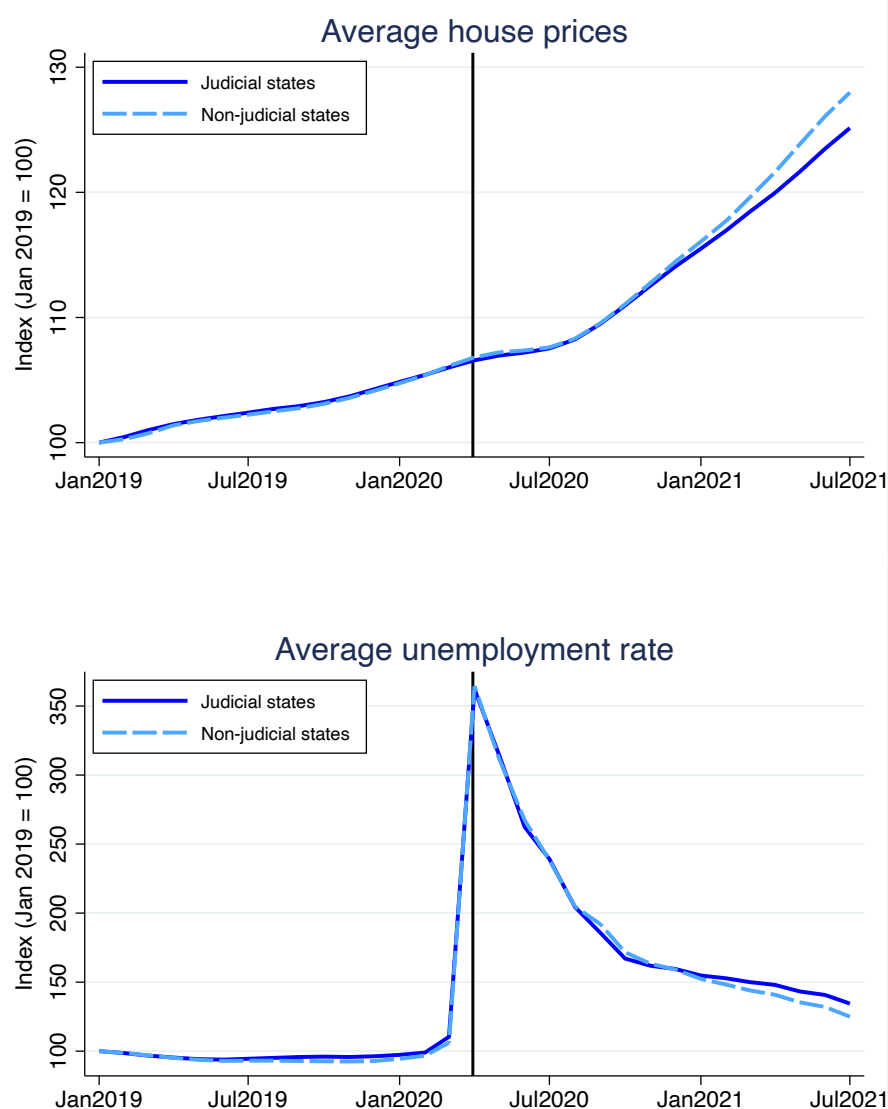 Average house prices
Judicial states
Non-judicial states
Index (Jan 2019 = 100)
130
120
110
100
Jan2019 Jul2019 Jan2020 Jul2020 Jan2021 Jul2021
Average unemployment rate
Judicial states
Non-judicial states
Index (Jan 2019 = 100)
350
300
250
200
150
100
Jan2019 Jul2019 Jan2020 Jul2020 Jan2021 Jul2021